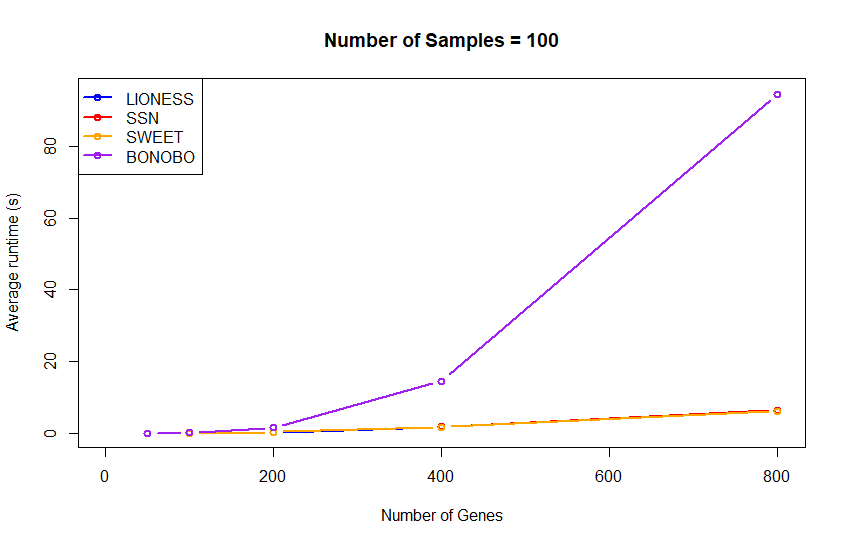 Number of Samples = 100
LIONESS
SSN
SWEET
BONOBO
Average runtime (s)
80
60
40
20
0
0 200 400 600 800
Number of Genes